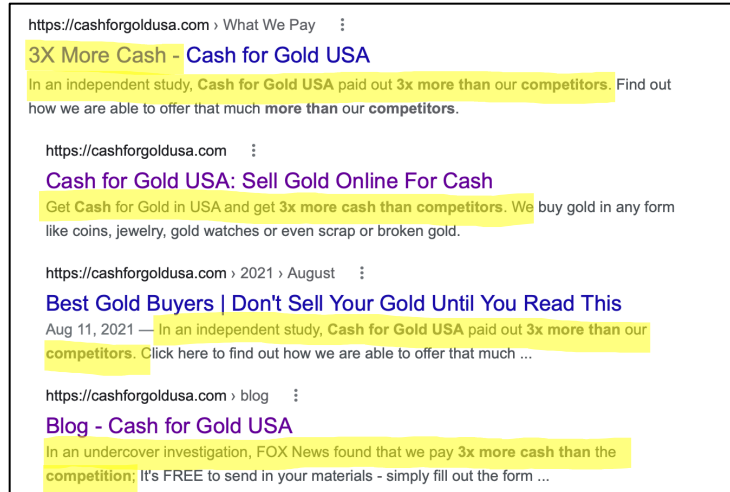 https://cashforgoldusa.com › What We Pay
3X More Cash - Cash for Gold USA
In an independent study, Cash for Gold USA paid out 3x more than our competitors. Find out
how we are able to offer that much more than our competitors.
https://cashforgoldusa.com
Cash for Gold USA: Sell Gold Online For Cash
Get Cash for Gold in USA and get 3x more cash than competitors. We buy gold in any form
like coins, jewelry, gold watches or even scrap or broken gold.
https://cashforgoldusa.com › 2021 › August
Best Gold Buyers | Don't Sell Your Gold Until You Read This
Aug 11, 2021 — In an independent study, Cash for Gold USA paid out 3x more than our
competitors. Click here to find out how we are able to offer that much ...
https://cashforgoldusa.com › blog
Blog - Cash for Gold USA
In an undercover investigation, FOX News found that we pay 3x more cash than the
competition; It's FREE to send in your materials - simply fill out the form ...